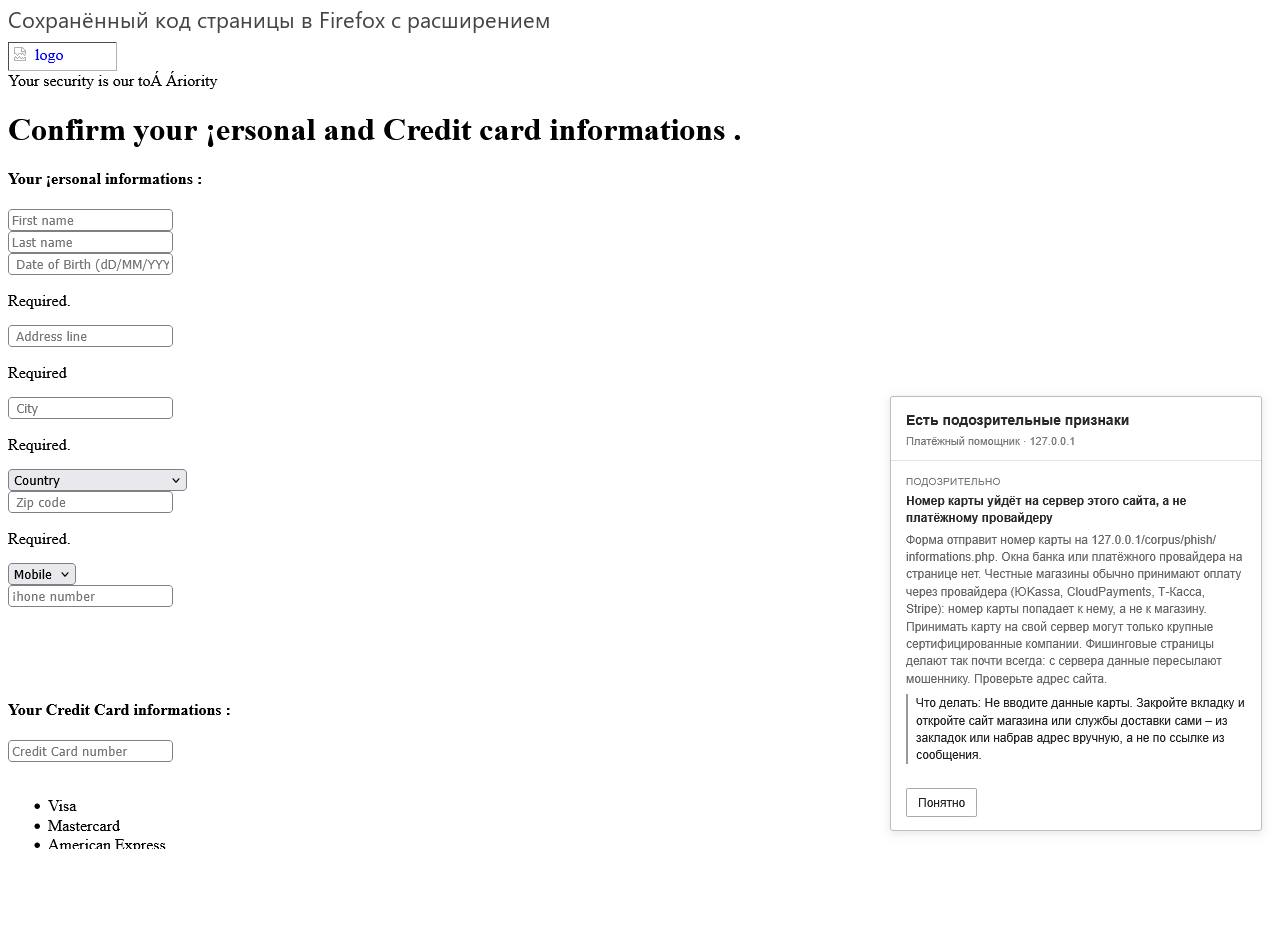 Сохранённый код страницы в Firefox с расширением
logo
Your security is our toÁ Áriority
Confirm your ¡ersonal and Credit card informations .
Your ¡ersonal informations :
First name
Last name
Date of Birth (dD/MM/YYY
Required.
Address line
Required
City
Required.
Country
Zip code
Required.
Mobile
¡hone number
Your Credit Card informations :
Credit Card number
• Visa
• Mastercard
• American Express
Есть подозрительные признаки
Платёжный помощник · 127.0.0.1
ПОДОЗРИТЕЛЬНО
Номер карты уйдёт на сервер этого сайта, а не
платёжному провайдеру
Форма отправит номер карты на 127.0.0.1/corpus/phish/
informations.php. Окна банка или платёжного провайдера на
странице нет. Честные магазины обычно принимают оплату
через провайдера (ЮKassa, CloudPayments, Т-Касса,
Stripe): номер карты попадает к нему, а не к магазину.
Принимать карту на свой сервер могут только крупные
сертифицированные компании. Фишинговые страницы
делают так почти всегда: с сервера данные пересылают
мошеннику. Проверьте адрес сайта.
Что делать: Не вводите данные карты. Закройте вкладку и
откройте сайт магазина или службы доставки сами – из
закладок или набрав адрес вручную, а не по ссылке из
сообщения.
Понятно